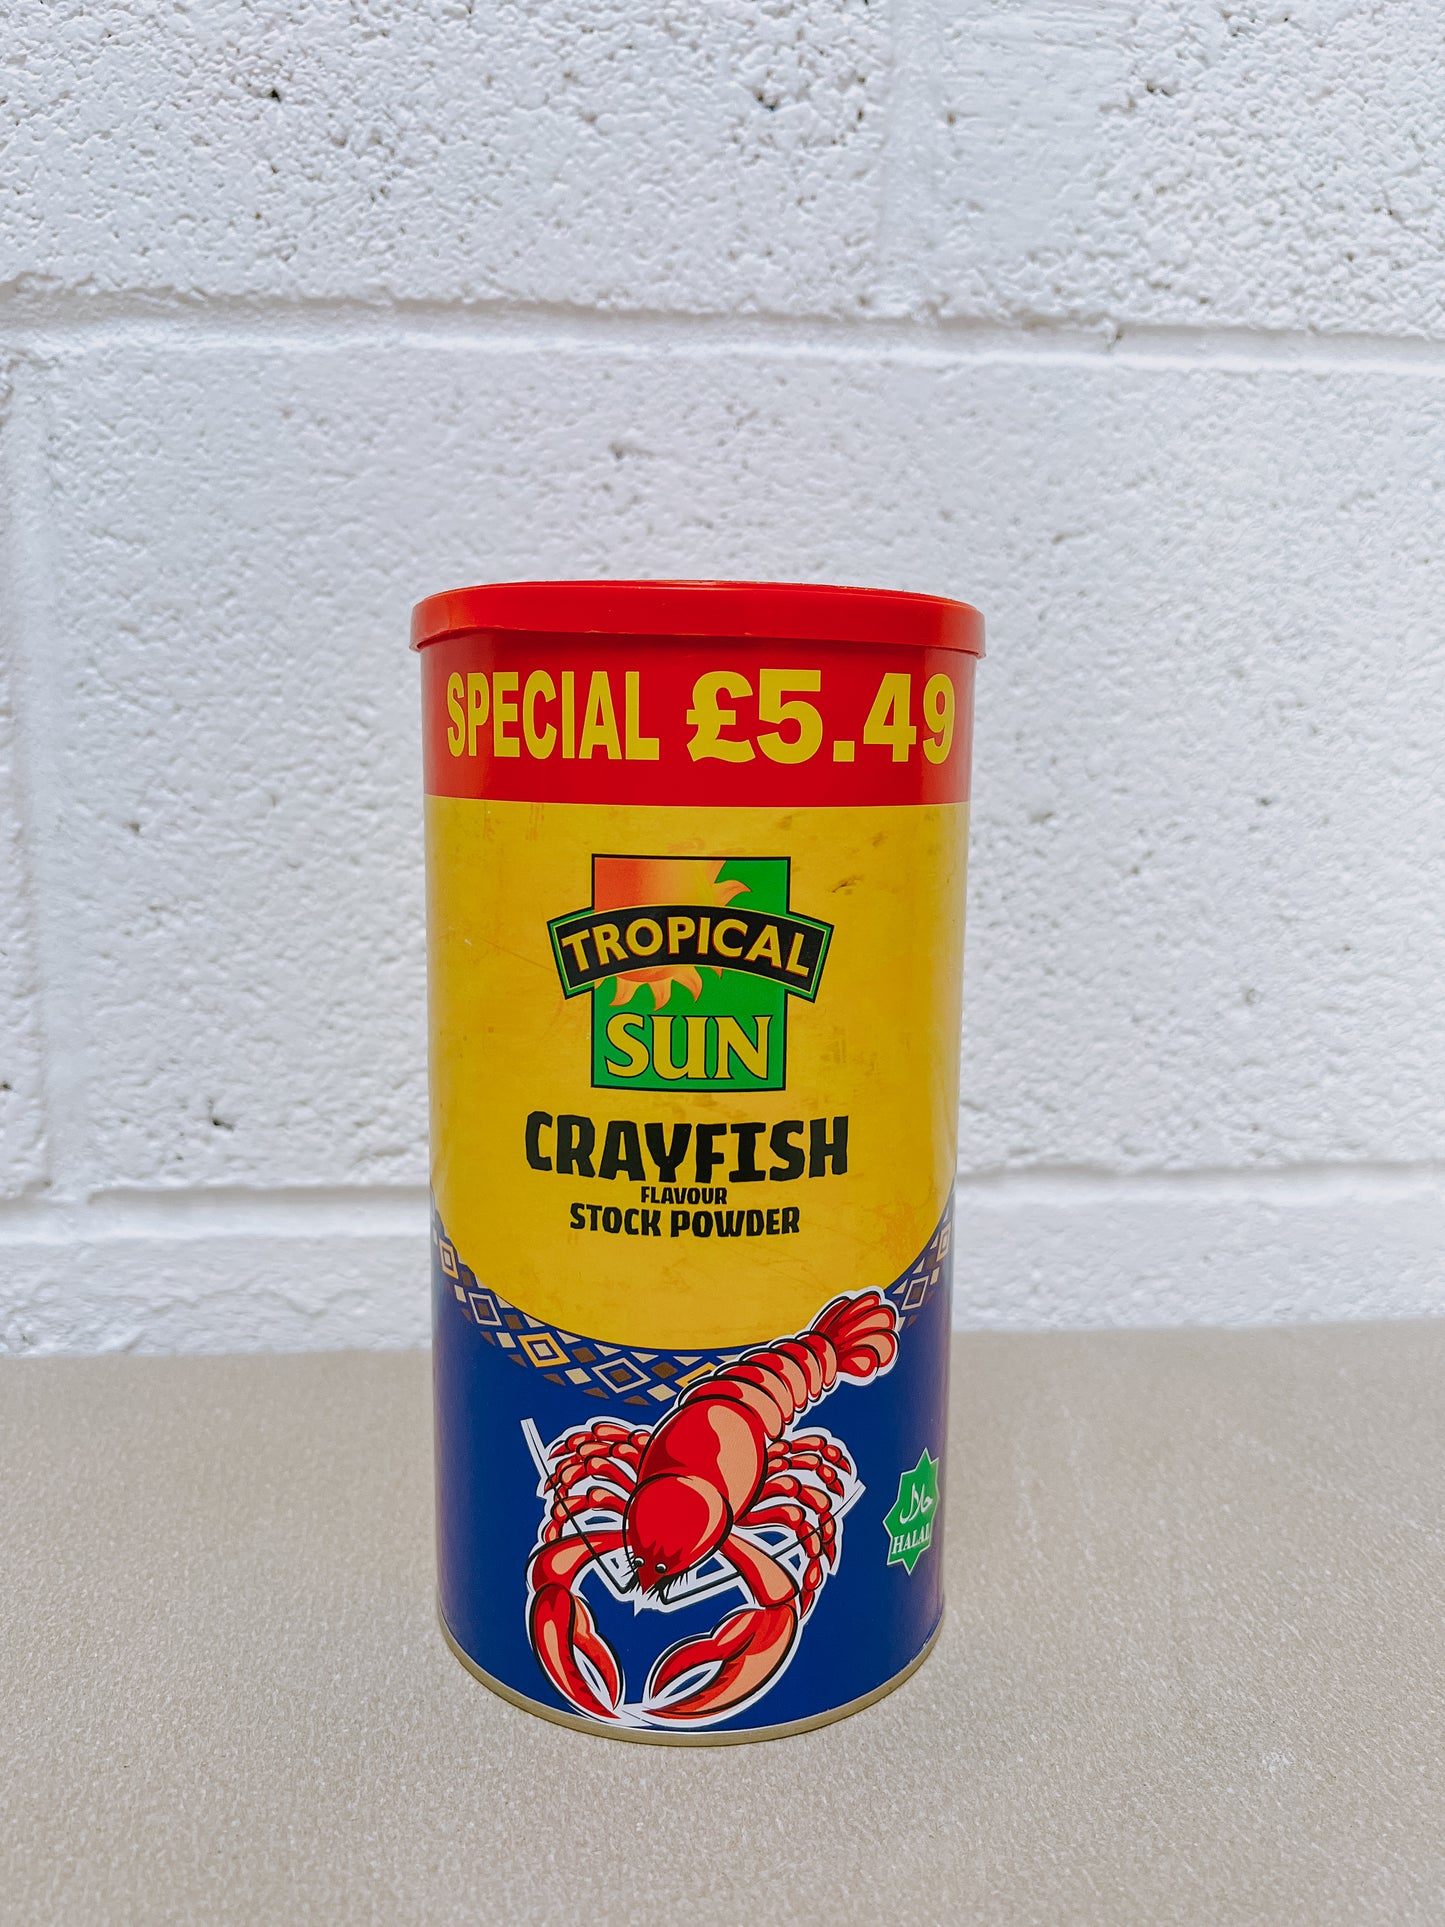 SPECIAL £5.49
TROPICAL
SUN
CRAYFISH
FLAVOUR
STOCK POWDER
حلال
HALAL